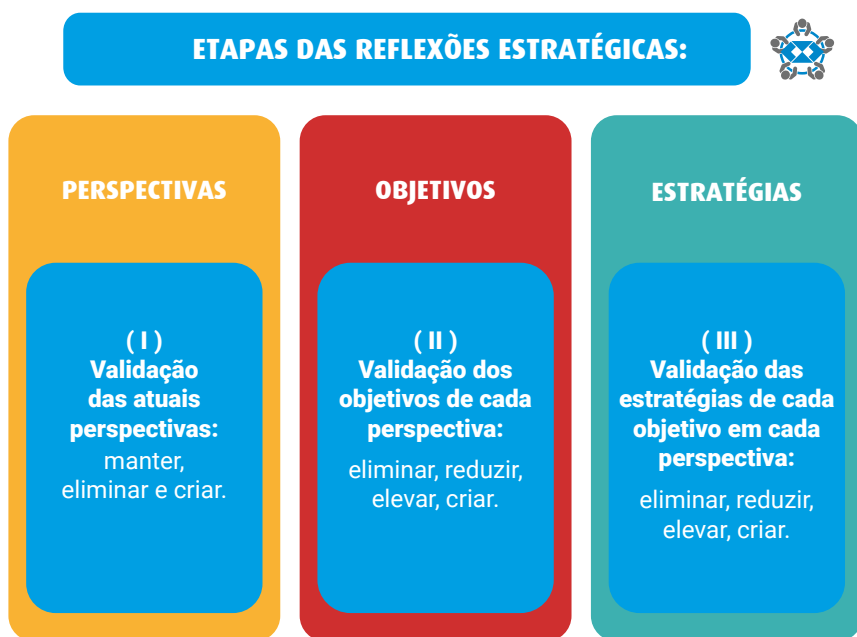 ETAPAS DAS REFLEXÕES ESTRATÉGICAS:
PERSPECTIVAS
( I )
Validação
das atuais
perspectivas:
manter,
eliminar e criar.
OBJETIVOS
( II )
Validação dos
objetivos de cada
perspectiva:
eliminar, reduzir,
elevar, criar.
ESTRATÉGIAS
( III )
Validação das
estratégias de cada
objetivo em cada
perspectiva:
eliminar, reduzir,
elevar, criar.